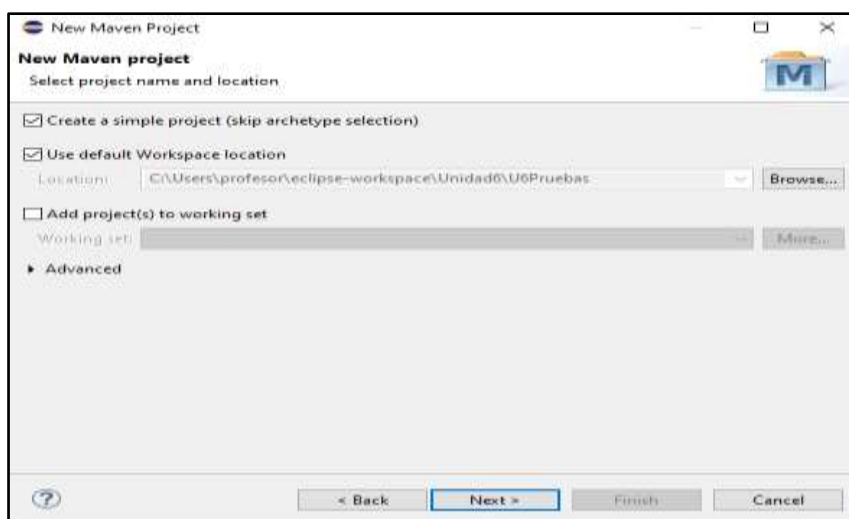 New Maven Project
New Maven project
Select project name and location
M
Create a simple project (skip archetype selection)
Use default Workspace location
Location: C:\Users\profesor\eclipse-workspace\Unidad6\U6Pruebas Browse...
Add project(s) to working set
Working set: More...
Advanced
? < Back Next > Finish Cancel